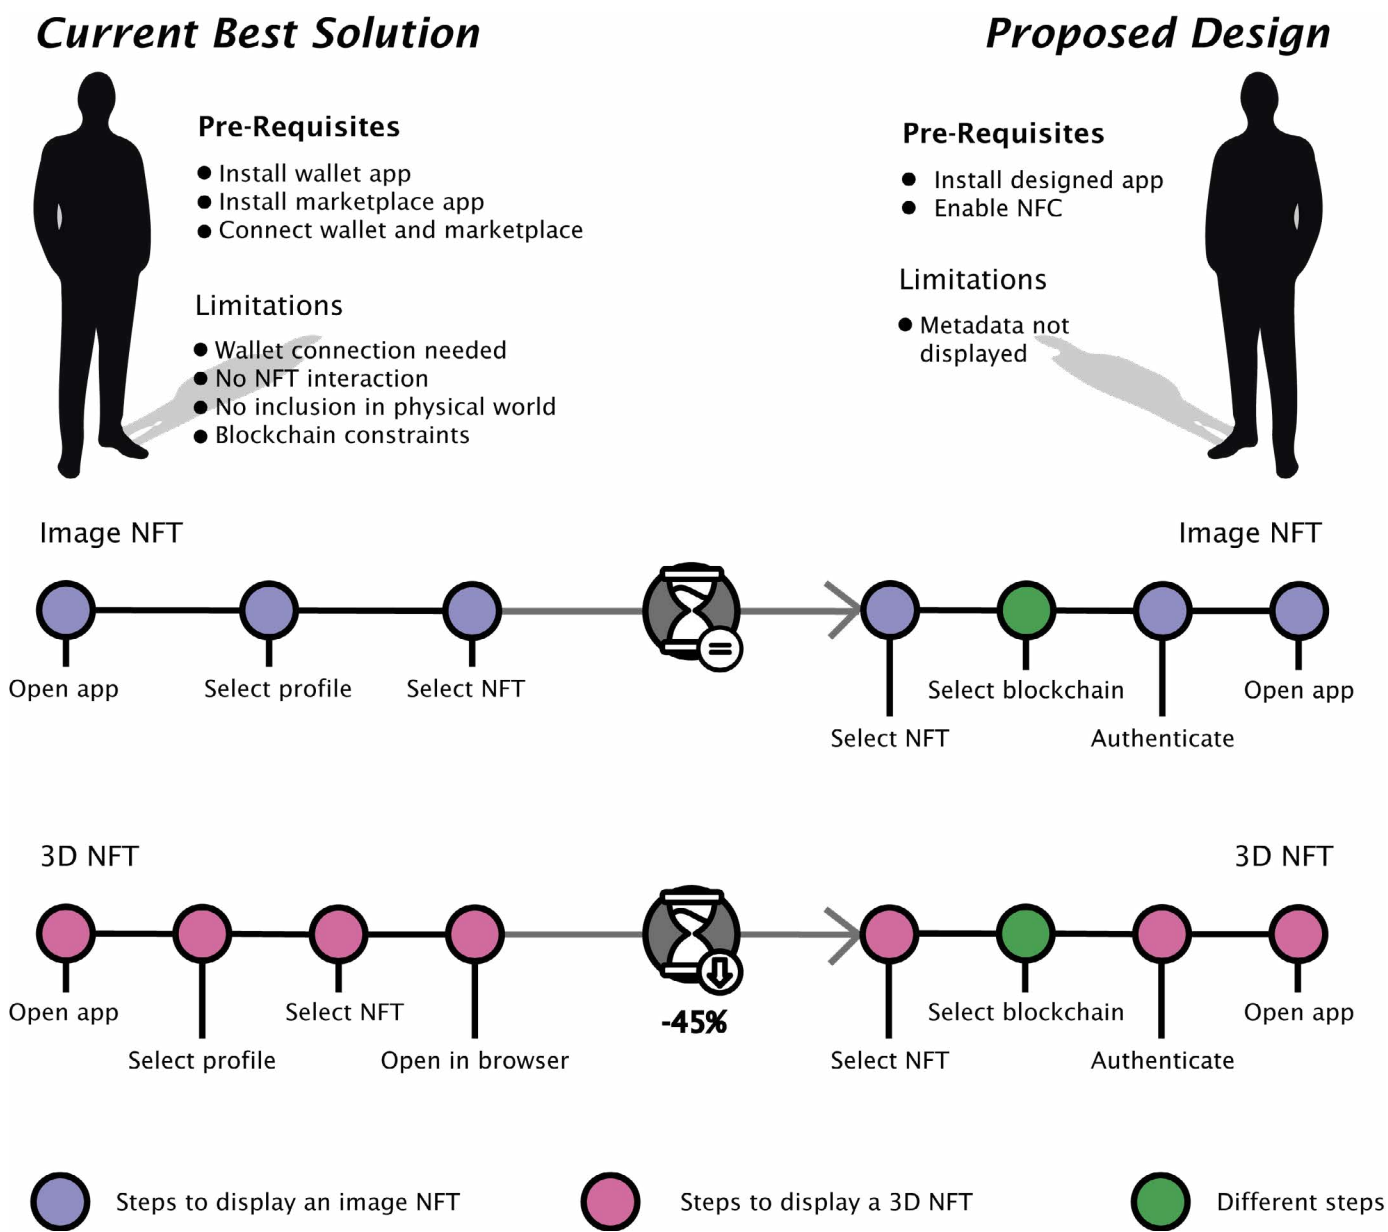 Current Best Solution
Proposed Design
Pre-Requisites
● Install wallet app
● Install marketplace app
● Connect wallet and marketplace
Limitations
● Wallet connection needed
● No NFT interaction
● No inclusion in physical world
● Blockchain constraints
Pre-Requisites
● Install designed app
● Enable NFC
Limitations
● Metadata not
displayed
Image NFT
Image NFT
=
Open app
Select profile
Select NFT
Select NFT
Select blockchain
Authenticate
Open app
3D NFT
3D NFT
-45%
Open app
Select profile
Select NFT
Open in browser
Select NFT
Select blockchain
Authenticate
Open app
Steps to display an image NFT
Steps to display a 3D NFT
Different steps